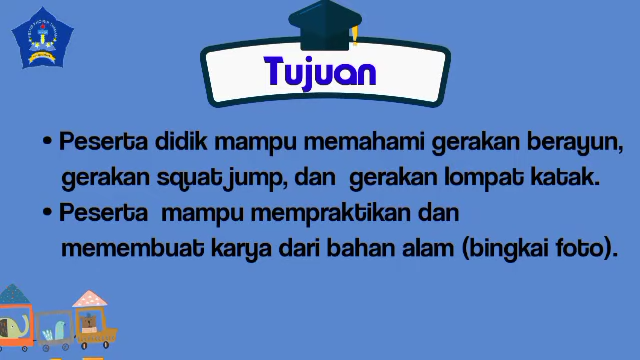 Tujuan
• Peserta didik mampu memahami gerakan berayun,
gerakan squat jump, dan gerakan lompat katak.
• Peserta mampu mempraktikan dan
memembuat karya dari bahan alam (bingkai foto).